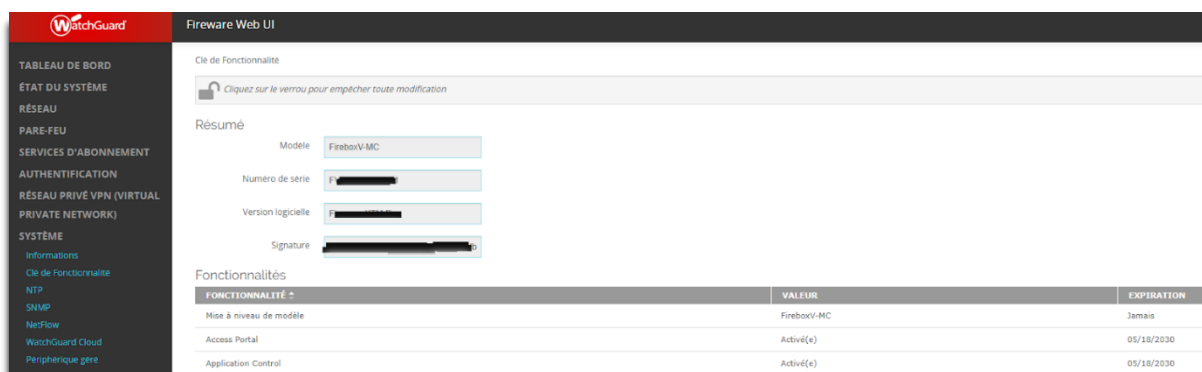 WatchGuard
Fireware Web UI
TABLEAU DE BORD
ÉTAT DU SYSTÈME
RÉSEAU
PARE-FEU
SERVICES D'ABONNEMENT
AUTHENTIFICATION
RÉSEAU PRIVÉ VPN (VIRTUAL
PRIVATE NETWORK)
SYSTÈME
Informations
Clé de Fonctionnalité
NTP
SNMP
NetFlow
WatchGuard Cloud
Périphérique géré
Clé de Fonctionnalité
Cliquez sur le verrou pour empêcher toute modification
Résumé
Modèle FireboxV-MC
Numéro de série
Version logicielle
Signature
Fonctionnalités
FONCTIONNALITÉ VALEUR EXPIRATION
Mise à niveau de modèle FireboxV-MC Jamais
Access Portal Activé(e) 05/18/2030
Application Control Activé(e) 05/18/2030